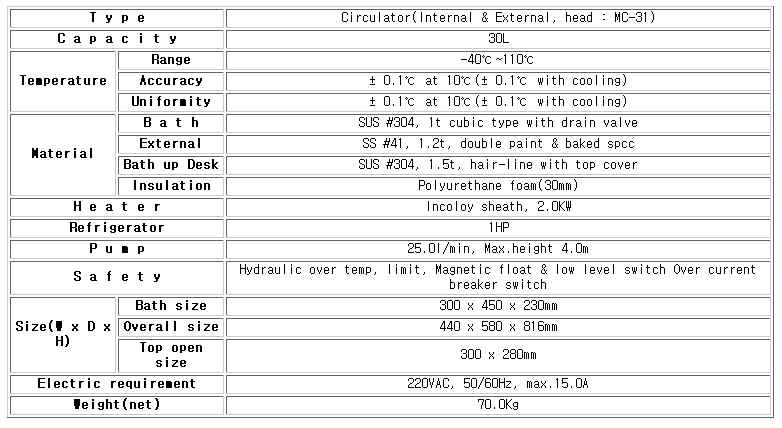 T y p e Circulator(Internal & External, head : MC-31)
C a p a c i t y 30L
Temperature Range -40℃~110℃
Accuracy ± 0.1℃ at 10℃(± 0.1℃ with cooling)
Uniformity ± 0.1℃ at 10℃(± 0.1℃ with cooling)
Material B a t h SUS #304, 1t cubic type with drain valve
External SS #41, 1.2t, double paint & baked spcc
Bath up Desk SUS #304, 1.5t, hair-line with top cover
Insulation Polyurethane foam(30mm)
H e a t e r Incoloy sheath, 2.0KW
Refrigerator 1HP
P u m p 25.0l/min, Max.height 4.0m
S a f e t y Hydraulic over temp, limit, Magnetic float & low level switch Over current
breaker switch
Size(W x D x
H)
Bath size 300 x 450 x 230mm
Overall size 440 x 580 x 816mm
Top open
size
300 x 280mm
Electric requirement 220VAC, 50/60Hz, max.15.0A
Weight(net) 70.0Kg